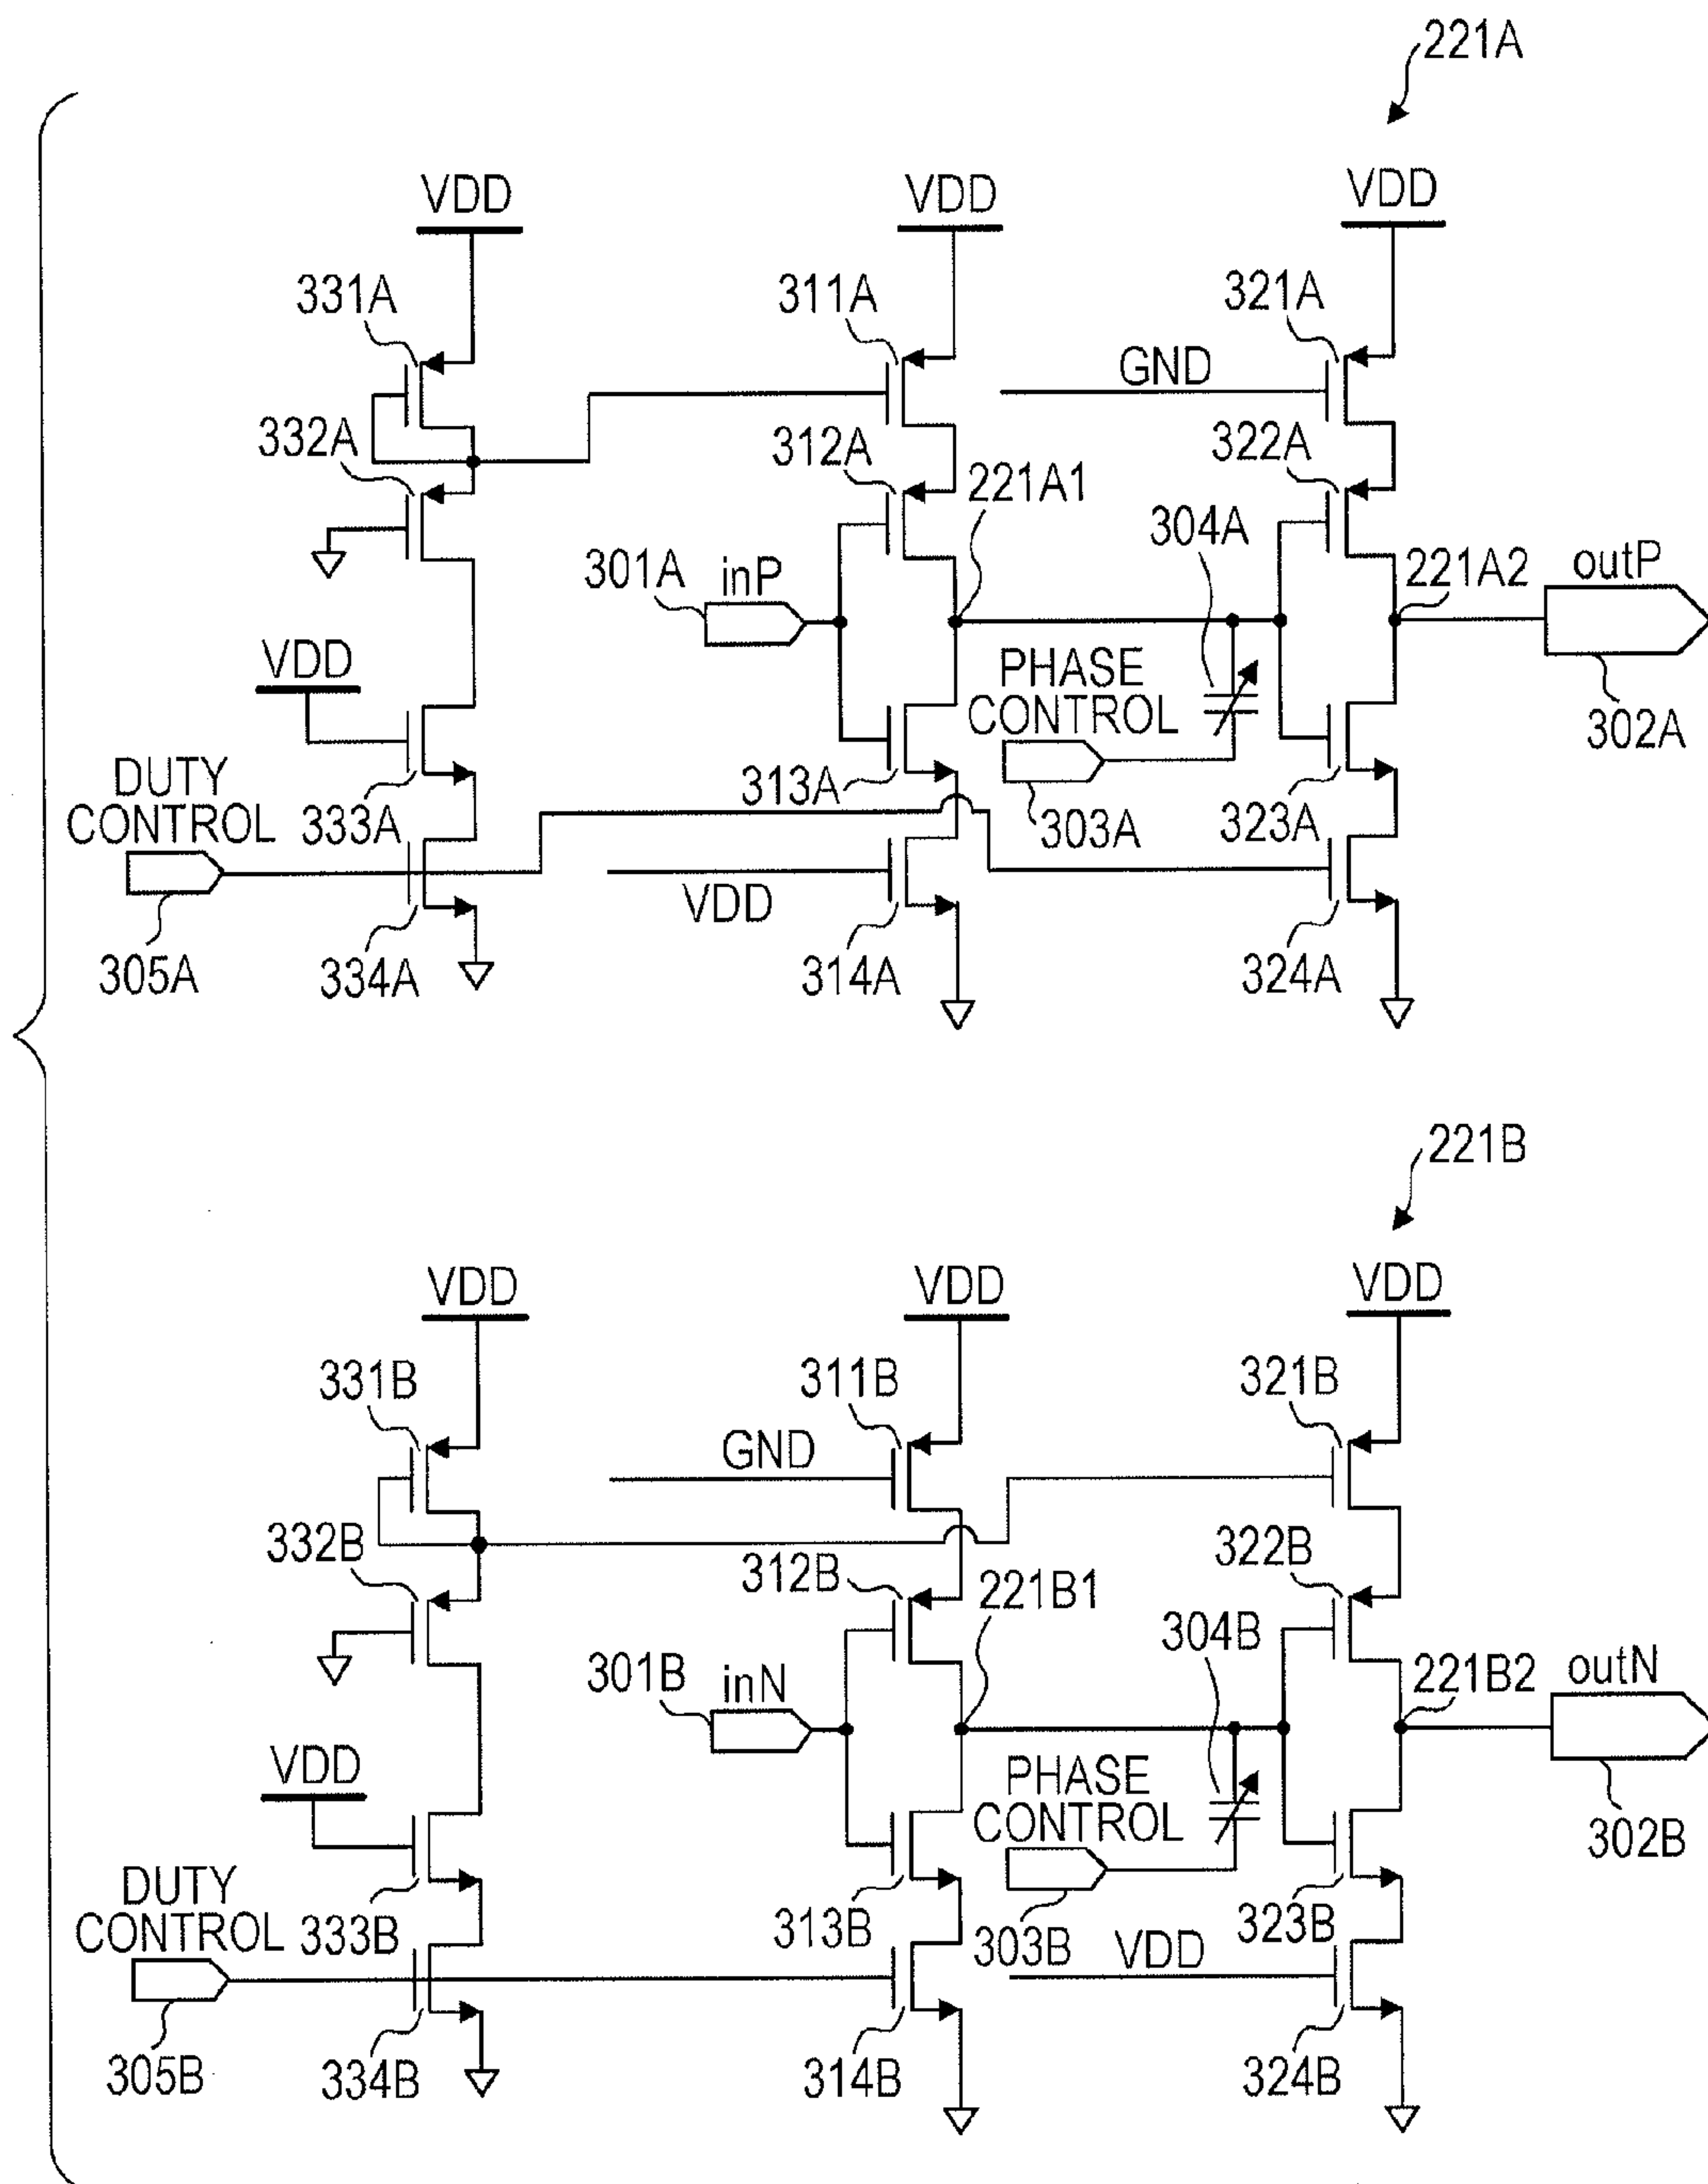 221A
VDD
VDD
VDD
331A
311A
321A
GND
332A
312A
322A
221A1
304A
301A
inP
221A2
outP
VDD
PHASE
CONTROL
302A
DUTY
CONTROL
333A
313A
303A
323A
VDD
305A
334A
314A
324A
221B
VDD
VDD
VDD
331B
311B
321B
GND
332B
312B
322B
221B1
304B
301B
inN
221B2
outN
VDD
PHASE
CONTROL
302B
DUTY
CONTROL
333B
313B
303B
323B
VDD
305B
334B
314B
324B